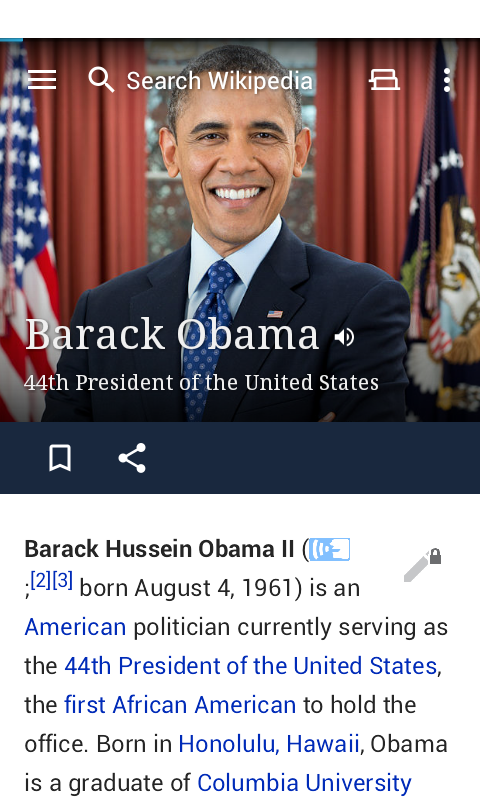 Search Wikipedia
Barack Obama
44th President of the United States
Barack Hussein Obama II (
;[2][3] born August 4, 1961) is an
American politician currently serving as
the 44th President of the United States,
the first African American to hold the
office. Born in Honolulu, Hawaii, Obama
is a graduate of Columbia University